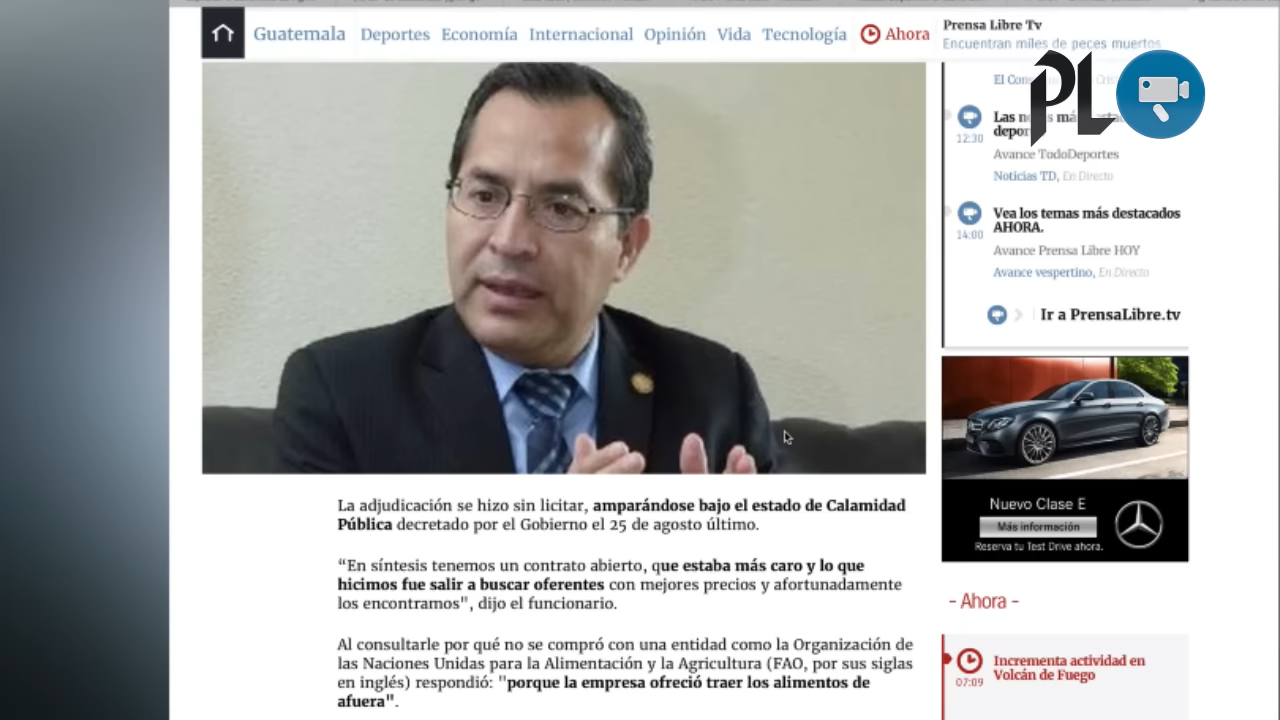 Guatemala Deportes Economía Internacional Opinión Vida Tecnología Ahora
Prensa Libre Tv
Encuentran miles de peces muertos
PL
12:30
Avance TodoDeportes
Noticias TD, En Directo
14:00
Vea los temas más destacados
AHORA.
Avance Prensa Libre HOY
Avance vespertino, En Directo
Ir a PrensaLibre.tv
Nuevo Clase E
Más información
Reserva tu Test Drive ahora.
La adjudicación se hizo sin licitar, amparándose bajo el estado de Calamidad
Pública decretado por el Gobierno el 25 de agosto último.
“En síntesis tenemos un contrato abierto, que estaba más caro y lo que
hicimos fue salir a buscar oferentes con mejores precios y afortunadamente
los encontramos", dijo el funcionario.
Al consultarle por qué no se compró con una entidad como la Organización de
las Naciones Unidas para la Alimentación y la Agricultura (FAO, por sus siglas
en inglés) respondió: "porque la empresa ofreció traer los alimentos de
afuera".
- Ahora -
07:09
Incrementa actividad en
Volcán de Fuego